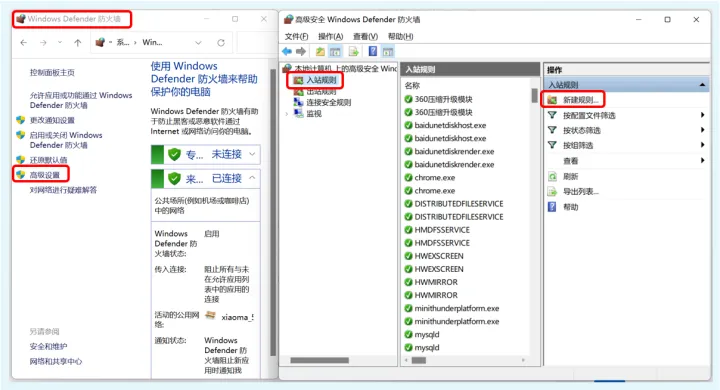 Windows Defender 防火墙
系...
Win...
控制面板主页
允许应用或功能通过 Windows
Defender 防火墙
更改通知设置
启用或关闭 Windows
Defender 防火墙
还原默认值
高级设置
对网络进行疑难解答
另请参阅
安全和维护
网络和共享中心
使用 Windows
Defender 防火墙来帮助
保护你的电脑
Windows Defender 防火墙有助
于防止黑客或恶意软件通过
Internet 或网络访问你的电脑。
专... 未连接
来... 已连接
公共场所(例如机场或咖啡店)
中的网络
Windows
Defender 防
火墙状态:
启用
传入连接:
阻止所有与未
在允许应用列
表中的应用的
连接
活动的公用网
络:
xiaoma_5
通知状态:
Windows
Defender 防
火墙阻止新应
用时通知我
高级安全 Windows Defender 防火墙
文件(F) 操作(A) 查看(V) 帮助(H)
本地计算机 上的高级安全 Wind
入站规则
出站规则
连接安全规则
监视
入站规则
名称
360压缩升级模块
360压缩升级模块
baidunetdiskhost.exe
baidunetdiskhost.exe
baidunetdiskrender.exe
baidunetdiskrender.exe
chrome.exe
chrome.exe
DISTRIBUTEDFILESERVICE
DISTRIBUTEDFILESERVICE
HMDFSSERVICE
HMDFSSERVICE
HWEXSCREEN
HWEXSCREEN
HWMIRROR
HWMIRROR
minithunderplatform.exe
minithunderplatform.exe
mysqld
mysqld
操作
入站规则
新建规则...
按配置文件筛选
按状态筛选
按组筛选
查看
刷新
导出列表...
帮助